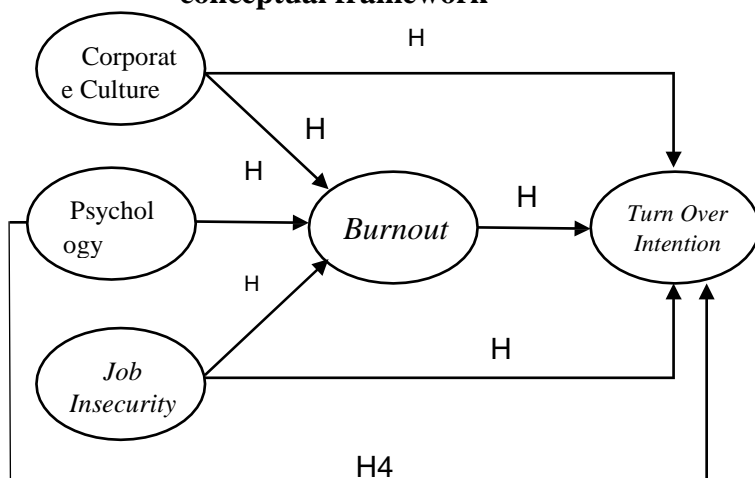 conceptual framework
H
Corporat
e Culture
H
H
Psychol
ogy
H
Burnout
Turn Over
Intention
H
Job
Insecurity
H
H4